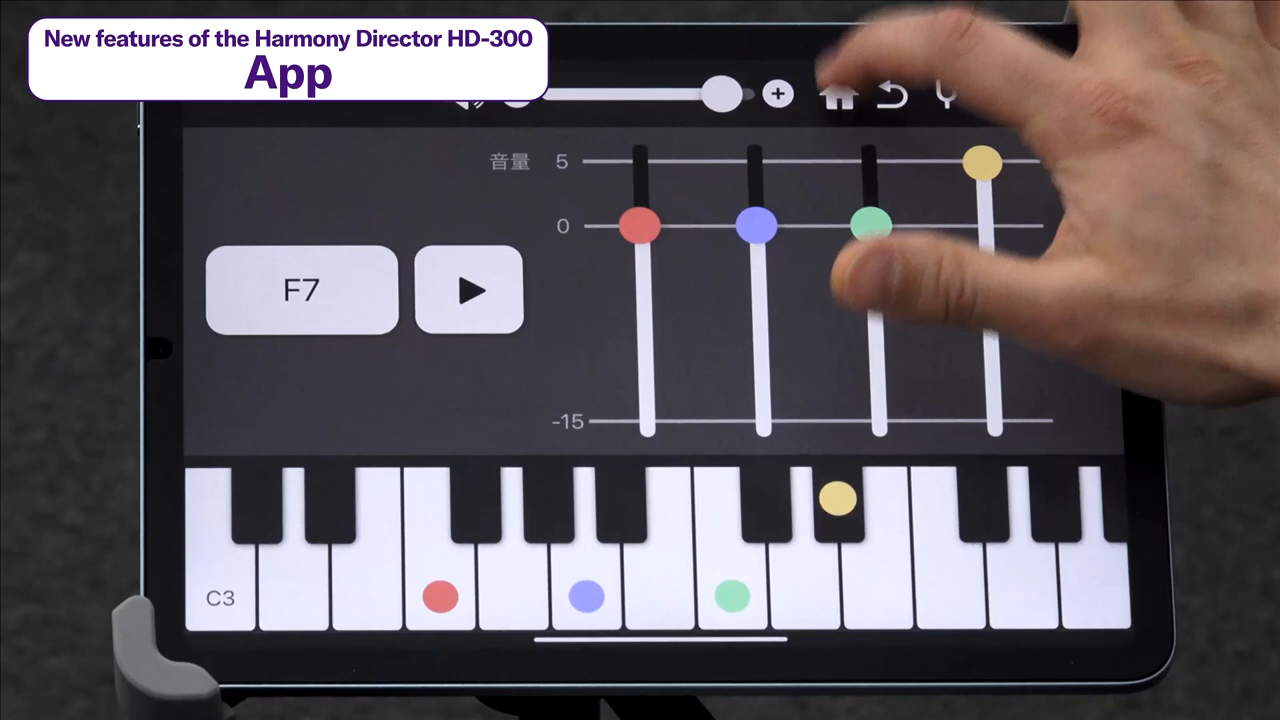 New features of the Harmony Director HD-300
App
音量 5
0
F7
-15
C3